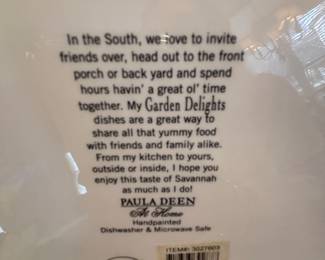 In the South, we love to invite
friends over, head out to the front
porch or back yard and spend
hours havin' a great ol' time
together. My Garden Delights
dishes are a great way to
share all that yummy food
with friends and family alike.
From my kitchen to yours,
outside or inside, I hope you
enjoy this taste of Savannah
as much as I do!
PAULA DEEN
At Home
Handpainted
Dishwasher & Microwave Safe
ITEM#: 3027603